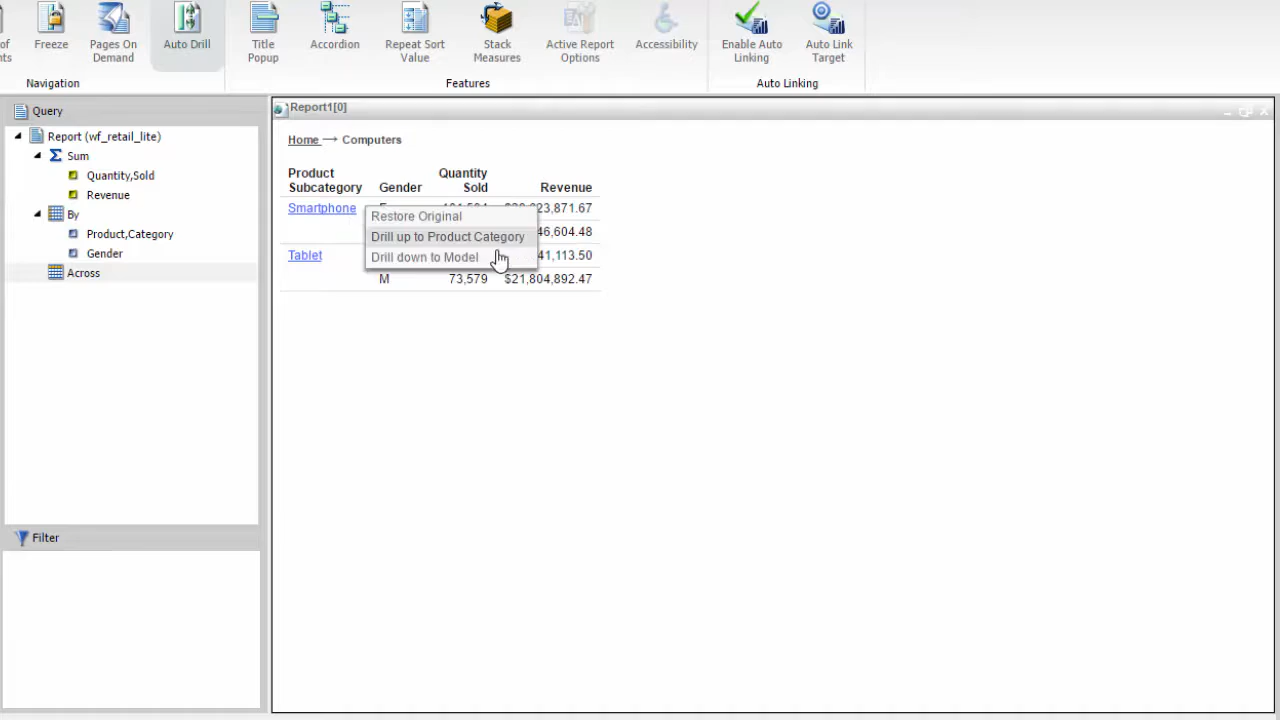 of
nts
Freeze
Pages On
Demand
Auto Drill
Title
Popup
Accordion
Repeat Sort
Value
Stack
Measures
Active Report
Options
Accessibility
Enable Auto
Linking
Auto Link
Target
Navigation
Features
Auto Linking
Query
Report (wf_retail_lite)
Sum
Quantity,Sold
Revenue
By
Product,Category
Gender
Across
Filter
Report1[0]
Home → Computers
Product
Subcategory
Gender
Quantity
Sold
Revenue
Smartphone
23,871.67
46,604.48
Tablet
41,113.50
M 73,579 $21,804,892.47
Restore Original
Drill up to Product Category
Drill down to Model